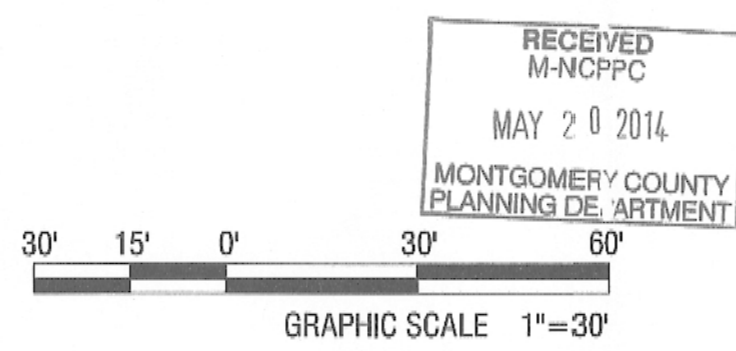 RECEIVED
M-NCPPC
MAY 20 2014
MONTGOMERY COUNTY
PLANNING DEPARTMENT
30' 15' 0' 30' 60'
GRAPHIC SCALE 1"=30'